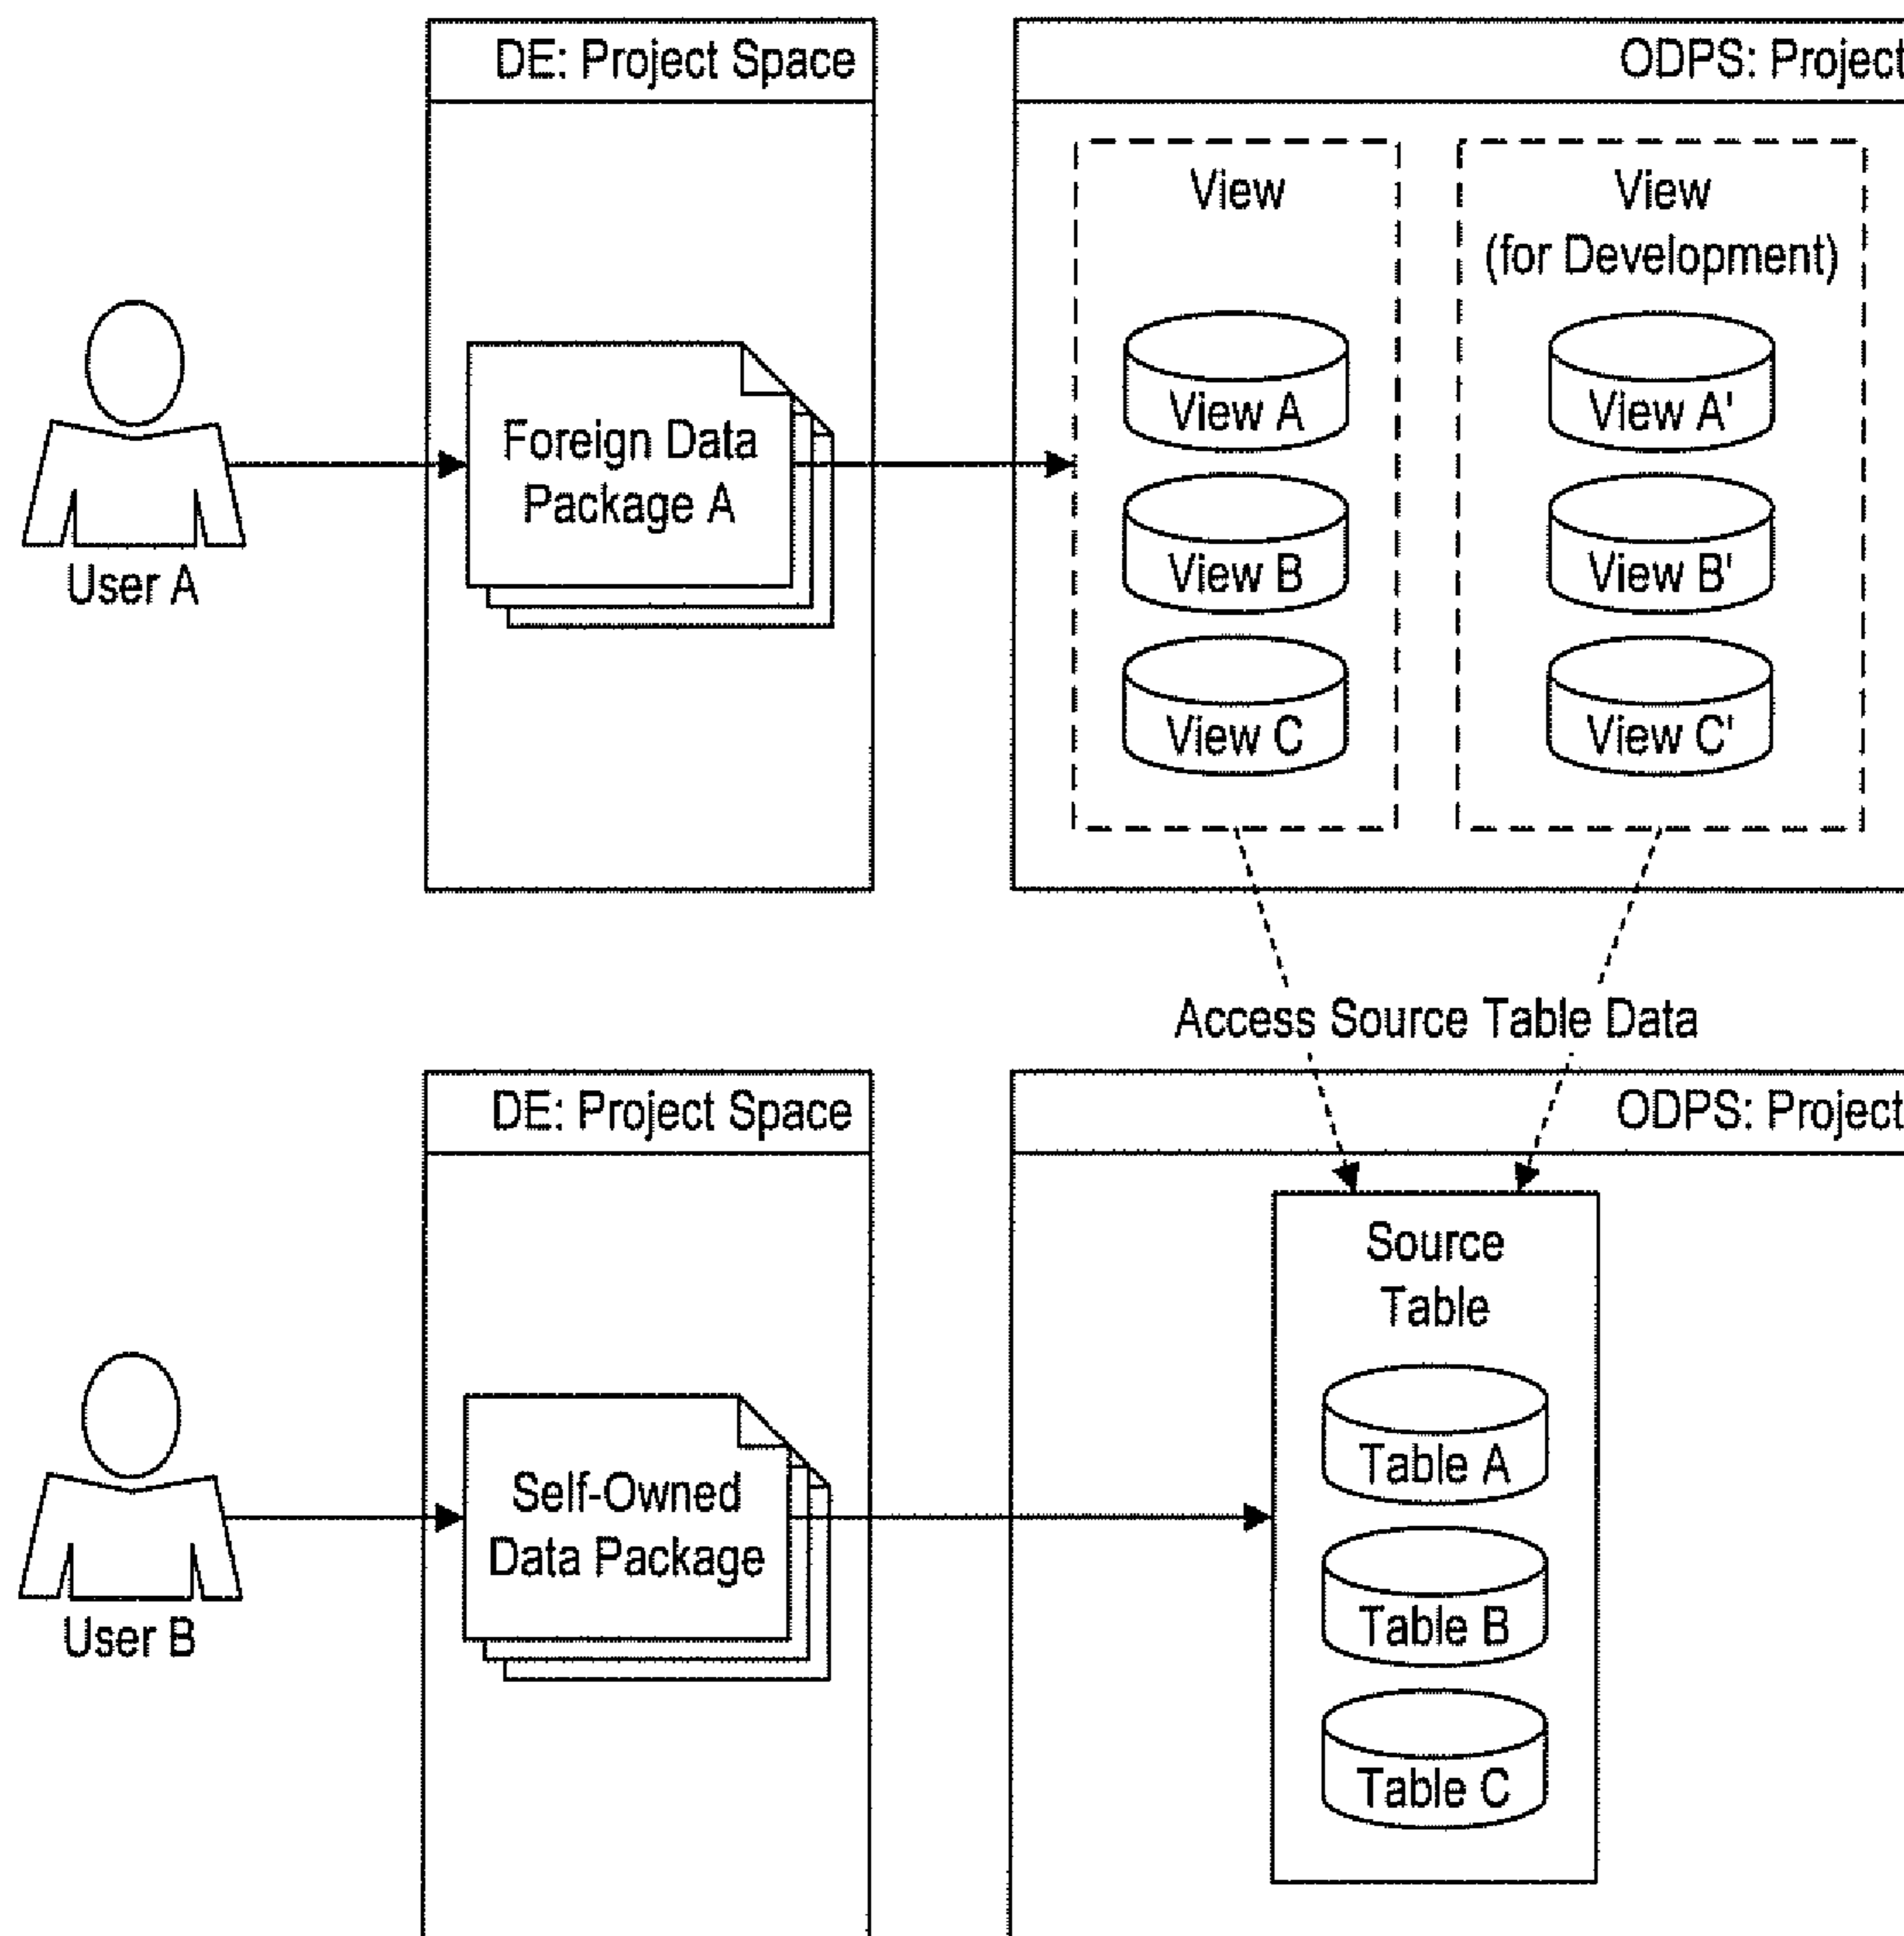 DE: Project Space
ODPS: Project
View
View
(for Development)
User A
Foreign Data
Package A
View A
View B
View C
View A'
View B'
View C'
Access Source Table Data
DE: Project Space
ODPS: Project
User B
Self-Owned
Data Package
Source
Table
Table A
Table B
Table C